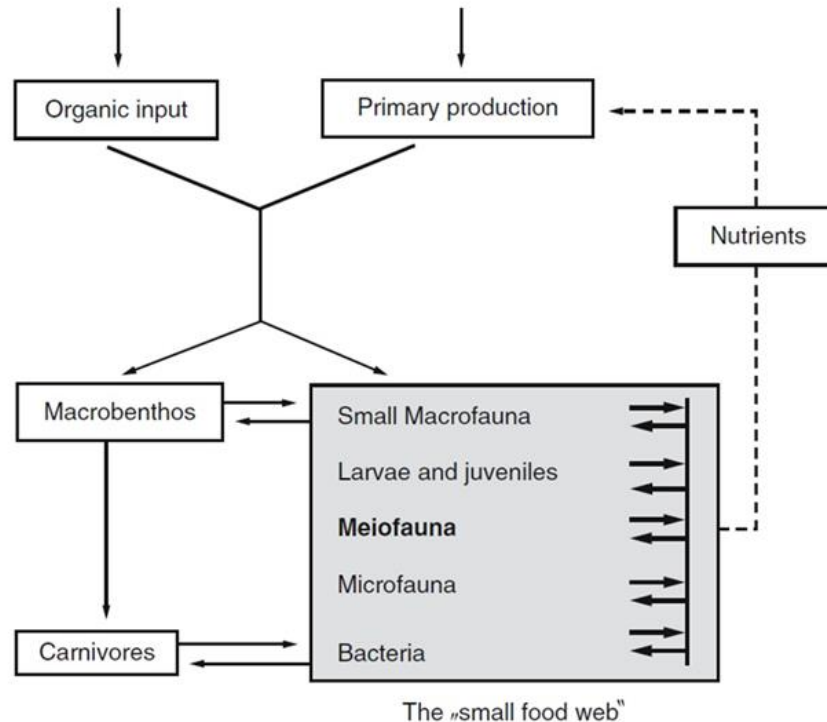 Organic input
Primary production
Nutrients
Macrobenthos
Small Macrofauna
Larvae and juveniles
Meiofauna
Microfauna
Carnivores
Bacteria
The „small food web‟